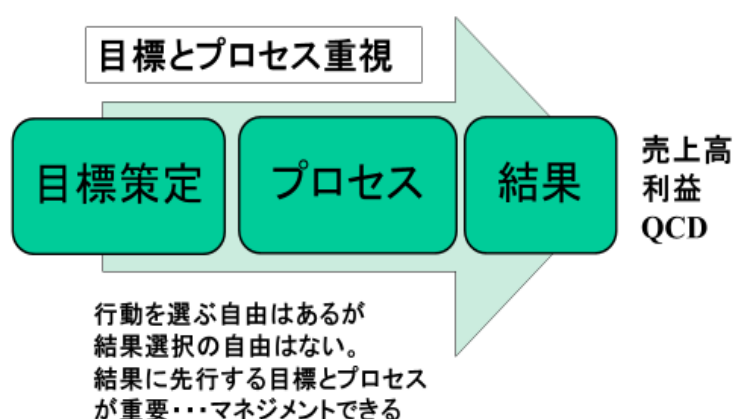 目標とプロセス重視
目標策定
プロセス
結果
売上高
利益
QCD
行動を選ぶ自由はあるが
結果選択の自由はない。
結果に先行する目標とプロセス
が重要･･･マネジメントできる